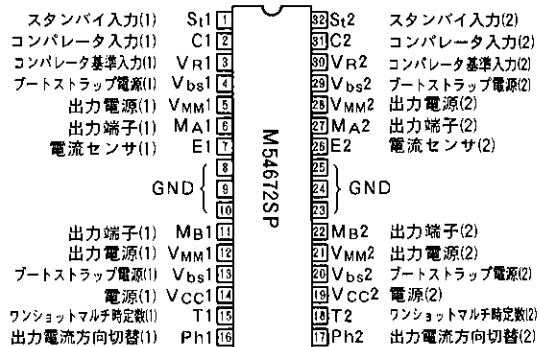 スタンバイ入力(1) St1 1 32 St2 スタンバイ入力(2)
コンパレータ入力(1) C1 2 31 C2 コンパレータ入力(2)
コンパレータ基準入力(1) VR1 3 30 VR2 コンパレータ基準入力(2)
ブートストラップ電源(1) Vbs1 4 29 Vbs2 ブートストラップ電源(2)
出力電源(1) VMM1 5 28 VMM2 出力電源(2)
出力端子(1) MA1 6 27 MA2 出力端子(2)
電流センサ(1) E1 7 26 E2 電流センサ(2)
8 25
GND 9 24 GND
10 23
出力端子(1) MB1 11 22 MB2 出力端子(2)
出力電源(1) VMM1 12 21 VMM2 出力電源(2)
ブートストラップ電源(1) Vbs1 13 20 Vbs2 ブートストラップ電源(2)
電源(1) VCC1 14 19 VCC2 電源(2)
ワンショットマルチ時定数(1) T1 15 18 T2 ワンショットマルチ時定数(2)
出力電流方向切替(1) Ph1 16 17 Ph2 出力電流方向切替(2)
M54672SP